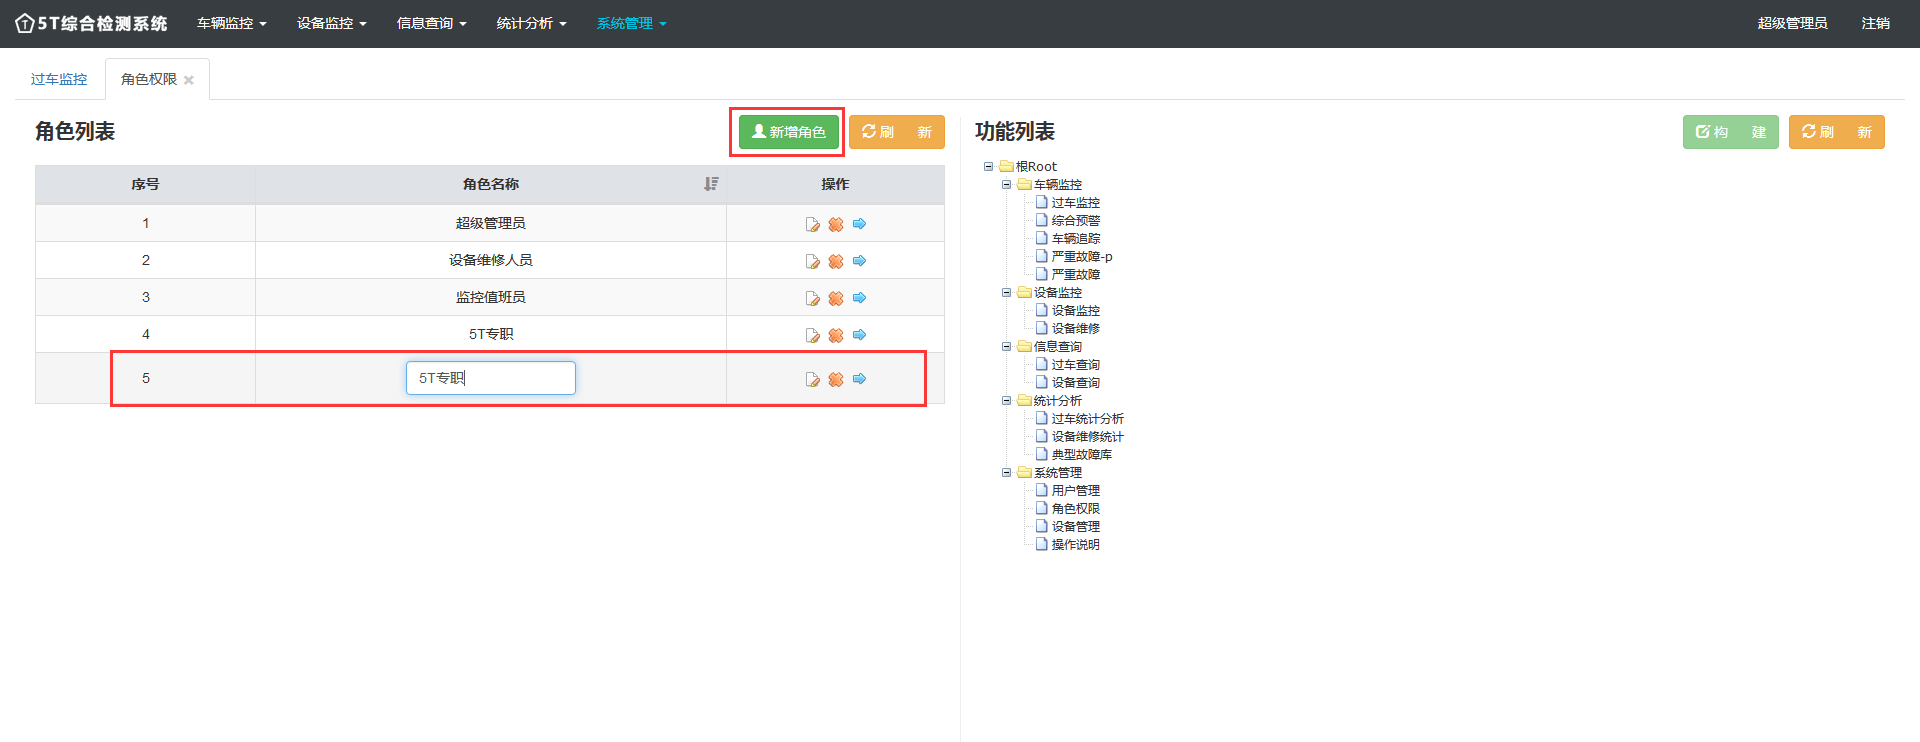 5T综合检测系统 车辆监控 设备监控 信息查询 统计分析 系统管理 超级管理员 注销
过车监控 角色权限
角色列表 新增角色 刷 新
序号 角色名称 操作
1 超级管理员
2 设备维修人员
3 监控值班员
4 5T专职
5 5T专职
功能列表 构 建 刷 新
根Root
车辆监控
过车监控
综合预警
车辆追踪
严重故障-p
严重故障
设备监控
设备监控
设备维修
信息查询
过车查询
设备查询
统计分析
过车统计分析
设备维修统计
典型故障库
系统管理
用户管理
角色权限
设备管理
操作说明